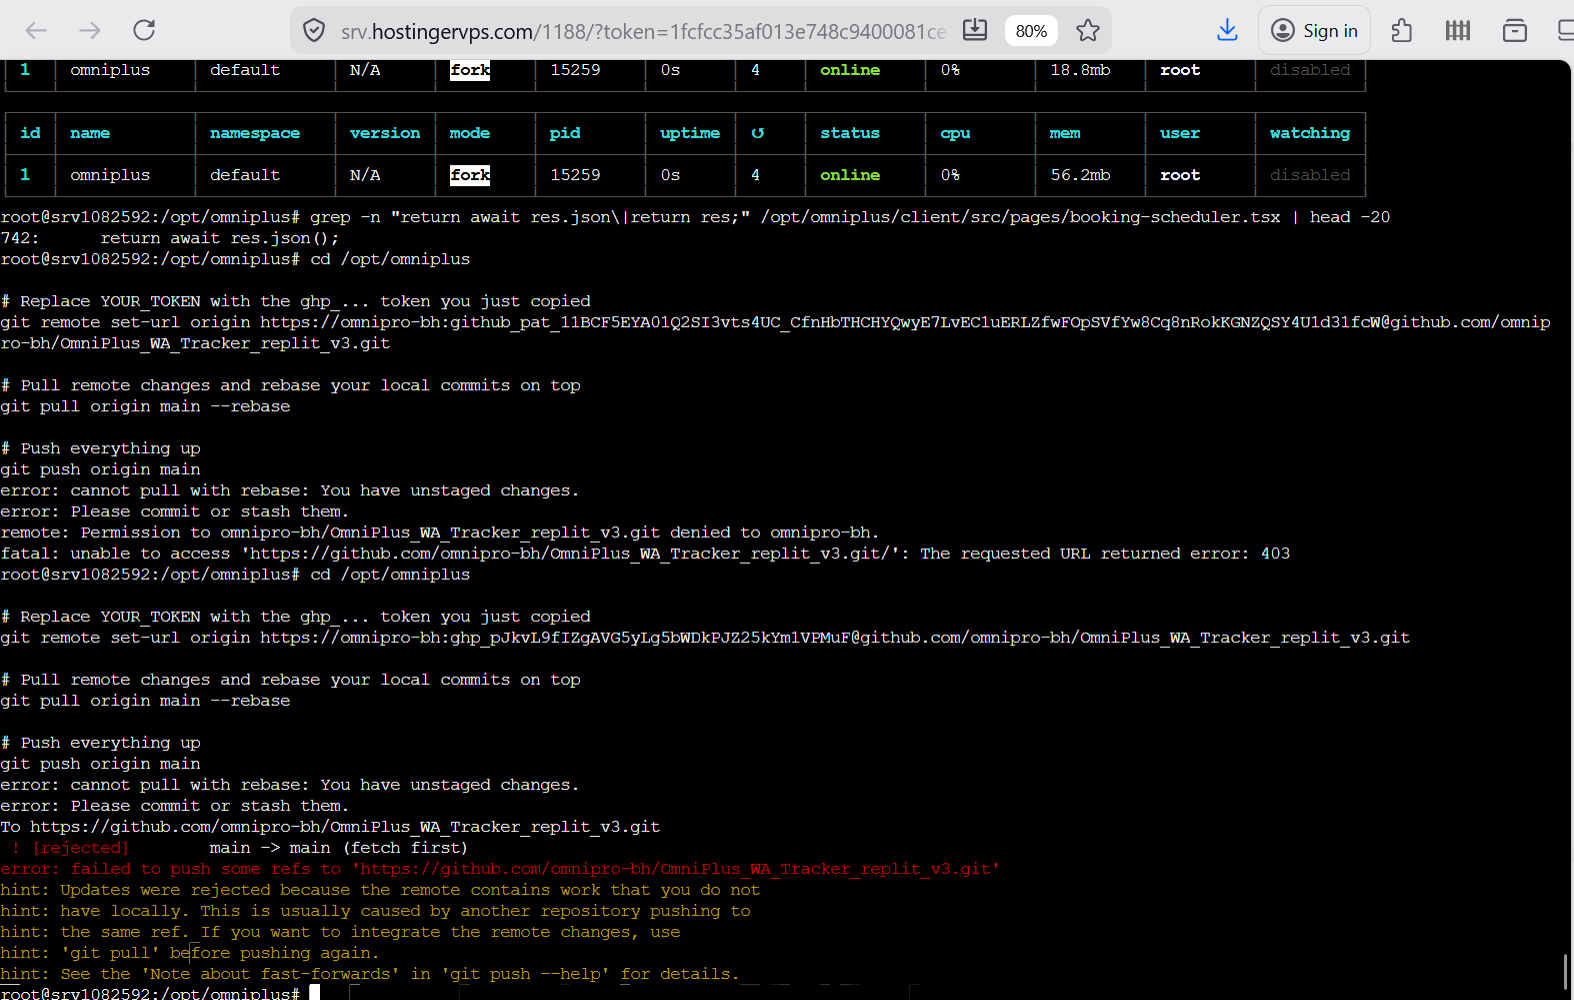 srv.hostingervps.com/1188/?token=1fcfcc35af013e748c9400081ce
80%
Sign in
1 omniplus default N/A fork 15259 0s 4 online 0% 18.8mb root disabled
id name namespace version mode pid uptime ↺ status cpu mem user watching
1 omniplus default N/A fork 15259 0s 4 online 0% 56.2mb root disabled
root@srv1082592:/opt/omniplus# grep -n "return await res.json\|return res;" /opt/omniplus/client/src/pages/booking-scheduler.tsx | head -20
742:      return await res.json();
root@srv1082592:/opt/omniplus# cd /opt/omniplus
# Replace YOUR_TOKEN with the ghp_... token you just copied
git remote set-url origin https://omnipro-bh: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@github.com/omnip
ro-bh/OmniPlus_WA_Tracker_replit_v3.git
# Pull remote changes and rebase your local commits on top
git pull origin main --rebase
# Push everything up
git push origin main
error: cannot pull with rebase: You have unstaged changes.
error: Please commit or stash them.
remote: Permission to omnipro-bh/OmniPlus_WA_Tracker_replit_v3.git denied to omnipro-bh.
fatal: unable to access 'https://github.com/omnipro-bh/OmniPlus_WA_Tracker_replit_v3.git/': The requested URL returned error: 403
root@srv1082592:/opt/omniplus# cd /opt/omniplus
# Replace YOUR_TOKEN with the ghp_... token you just copied
git remote set-url origin https://omnipro-bh: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@github.com/omnipro-bh/OmniPlus_WA_Tracker_replit_v3.git
# Pull remote changes and rebase your local commits on top
git pull origin main --rebase
# Push everything up
git push origin main
error: cannot pull with rebase: You have unstaged changes.
error: Please commit or stash them.
To https://github.com/omnipro-bh/OmniPlus_WA_Tracker_replit_v3.git
 ! [rejected]        main -> main (fetch first)
error: failed to push some refs to 'https://github.com/omnipro-bh/OmniPlus_WA_Tracker_replit_v3.git'
hint: Updates were rejected because the remote contains work that you do not
hint: have locally. This is usually caused by another repository pushing to
hint: the same ref. If you want to integrate the remote changes, use
hint: 'git pull' before pushing again.
hint: See the 'Note about fast-forwards' in 'git push --help' for details.
root@srv1082592:/opt/omniplus#